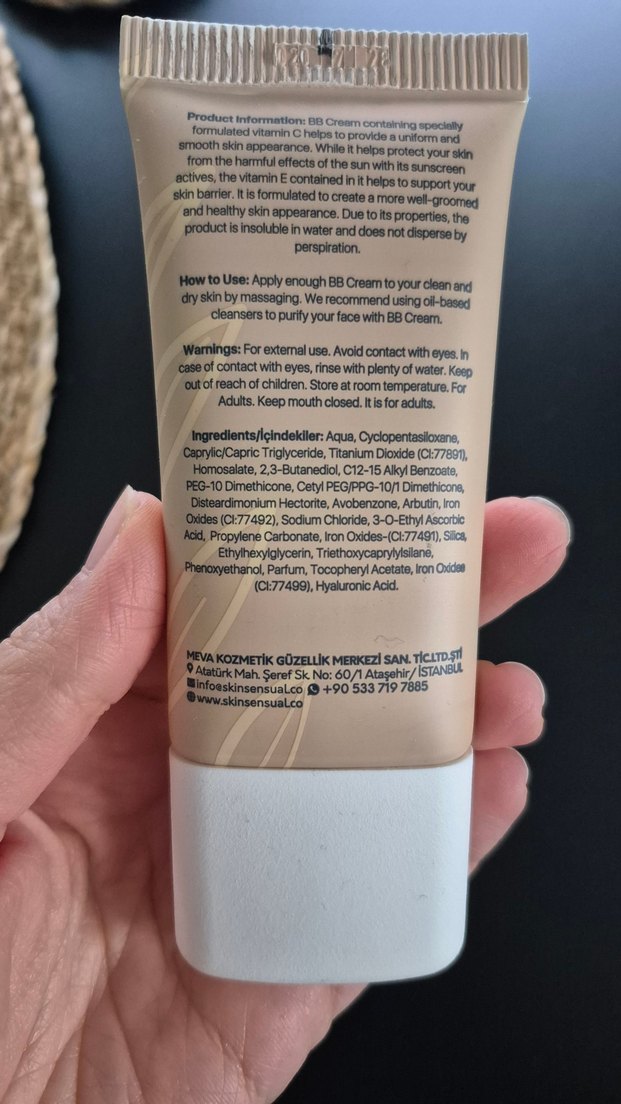 Product Information: BB Cream containing specially
formulated vitamin C helps to provide a uniform and
smooth skin appearance. While it helps protect your skin
from the harmful effects of the sun with its sunscreen
actives, the vitamin E contained in it helps to support your
skin barrier. It is formulated to create a more well-groomed
and healthy skin appearance. Due to its properties, the
product is insoluble in water and does not disperse by
perspiration.
How to Use: Apply enough BB Cream to your clean and
dry skin by massaging. We recommend using oil-based
cleansers to purify your face with BB Cream.
Warnings: For external use. Avoid contact with eyes. In
case of contact with eyes, rinse with plenty of water. Keep
out of reach of children. Store at room temperature. For
Adults. Keep mouth closed. It is for adults.
Ingredients/İçindekiler: Aqua, Cyclopentasiloxane,
Caprylic/Capric Triglyceride, Titanium Dioxide (CI:77891),
Homosalate, 2,3-Butanediol, C12-15 Alkyl Benzoate,
PEG-10 Dimethicone, Cetyl PEG/PPG-10/1 Dimethicone,
Disteardimonium Hectorite, Avobenzone, Arbutin, Iron
Oxides (CI:77492), Sodium Chloride, 3-O-Ethyl Ascorbic
Acid, Propylene Carbonate, Iron Oxides-(CI:77491), Silica,
Ethylhexylglycerin, Triethoxycaprylylsilane,
Phenoxyethanol, Parfum, Tocopheryl Acetate, Iron Oxides
(CI:77499), Hyaluronic Acid.
MEVA KOZMETİK GÜZELLİK MERKEZİ SAN. TİC.LTD.ŞTİ
Atatürk Mah. Şeref Sk. No: 60/1 Ataşehir/ İSTANBUL
info@skinsensual.co +90 533 719 7885
www.skinsensual.co